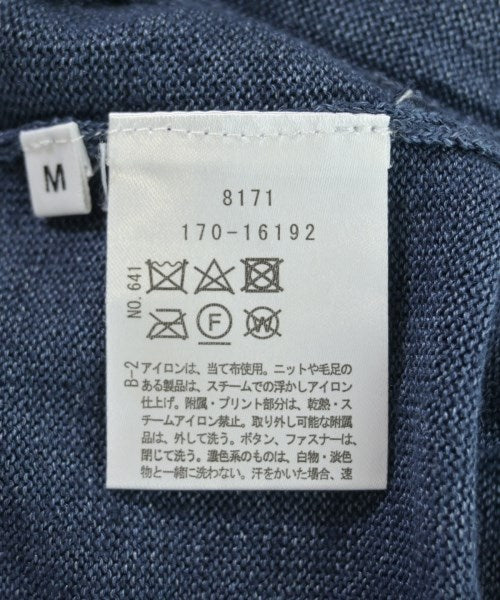 M
8171
170-16192
NO. 641
F
W
B-2
アイロンは、当て布使用。ニットや毛足の
ある製品は、スチームでの浮かしアイロン
仕上げ。附属・プリント部分は、乾熱・ス
チームアイロン禁止。取り外し可能な附属
品は、外して洗う。ボタン、ファスナーは、
閉じて洗う。濃色系のものは、白物・淡色
物と一緒に洗わない。汗をかいた場合、速